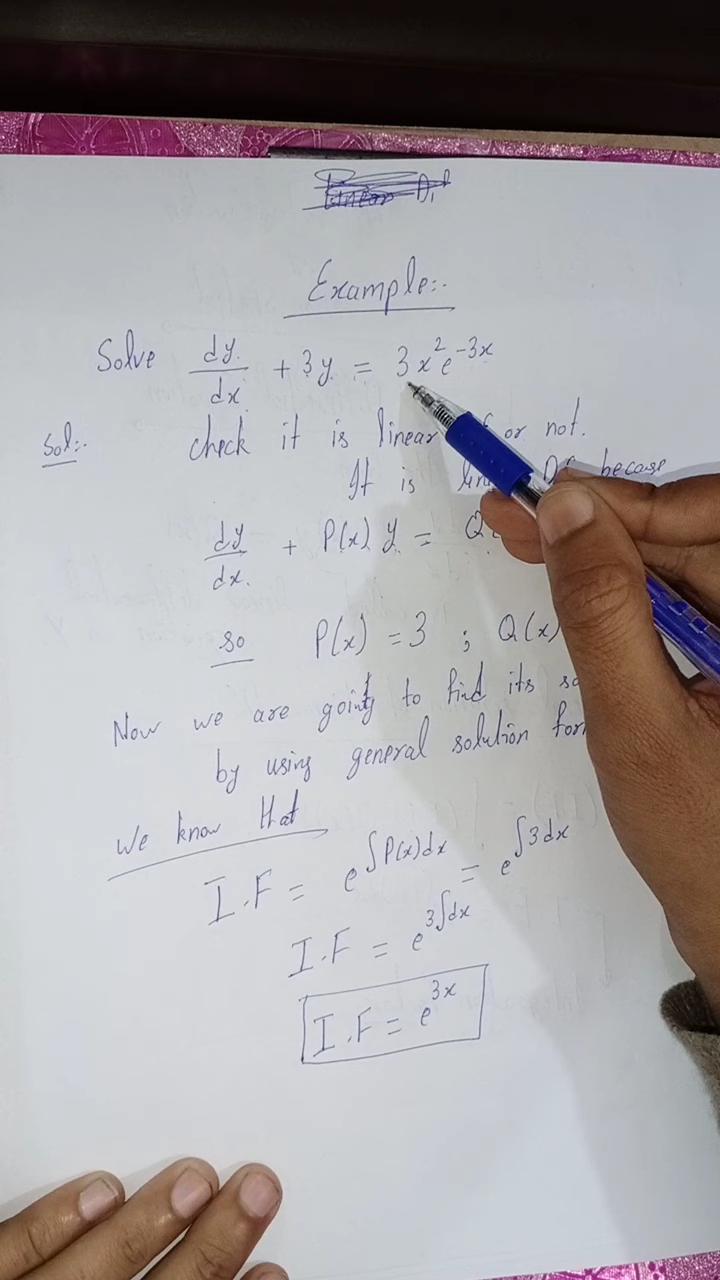 Linear D.
Example:-
Solve dy/dx + 3y = 3x²e^-3x
Sol:- check it is linear or not.
It is because
dy/dx + P(x) y = Q
so P(x) = 3 ; Q(x)
Now we are going to find its
by using general solution
We know that
I.F = e^∫P(x)dx = e^∫3dx
I.F = e^3∫dx
I.F = e^3x